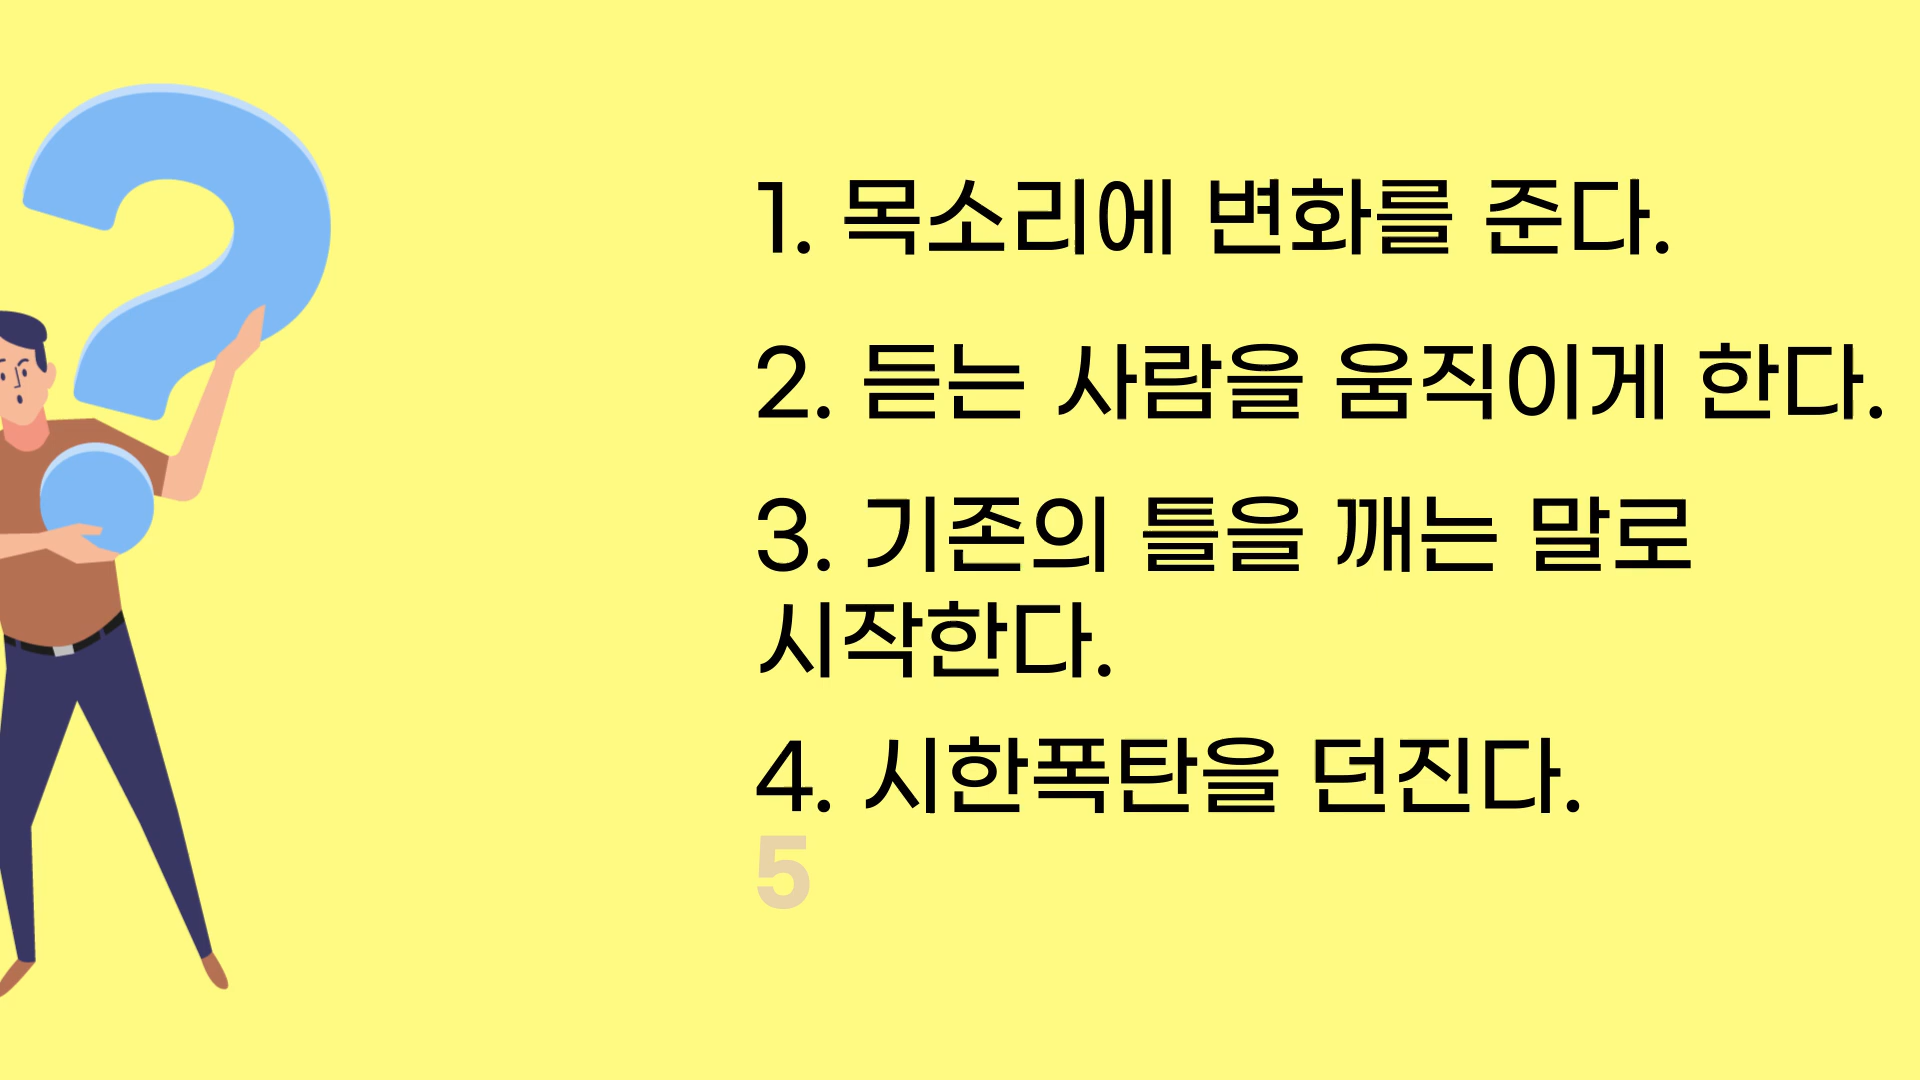 1. 목소리에 변화를 준다.
2. 듣는 사람을 움직이게 한다.
3. 기존의 틀을 깨는 말로
시작한다.
4. 시한폭탄을 던진다.
5